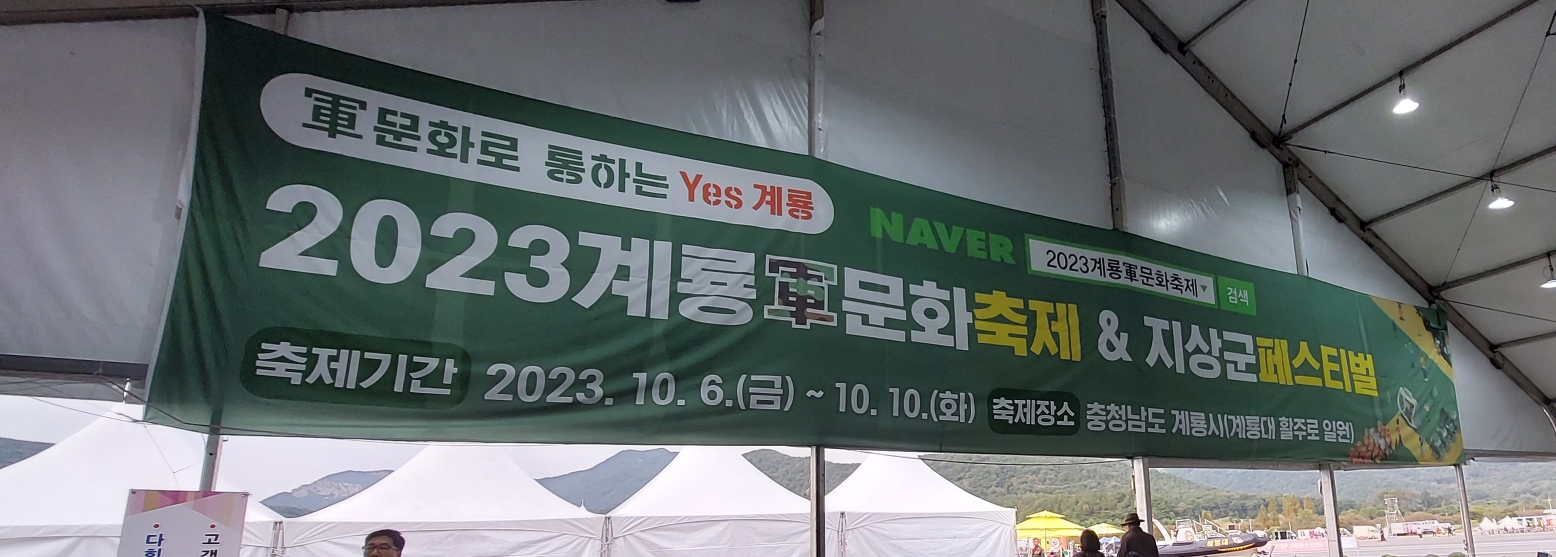 軍문화로 통하는 Yes 계룡
NAVER 2023계룡軍문화축제 검색
2023계룡軍문화축제 & 지상군페스티벌
축제기간 2023. 10. 6.(금) ~ 10. 10.(화) 축제장소 충청남도 계룡시(계룡대 활주로 일원)
해병대